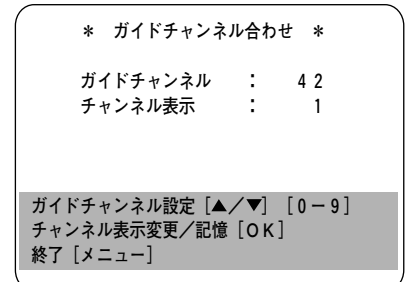 ＊ ガイドチャンネル合わせ ＊
ガイドチャンネル ： ４２
チャンネル表示 ： １
ガイドチャンネル設定［▲／▼］［０－９］
チャンネル表示変更／記憶［ＯＫ］
終了［メニュー］